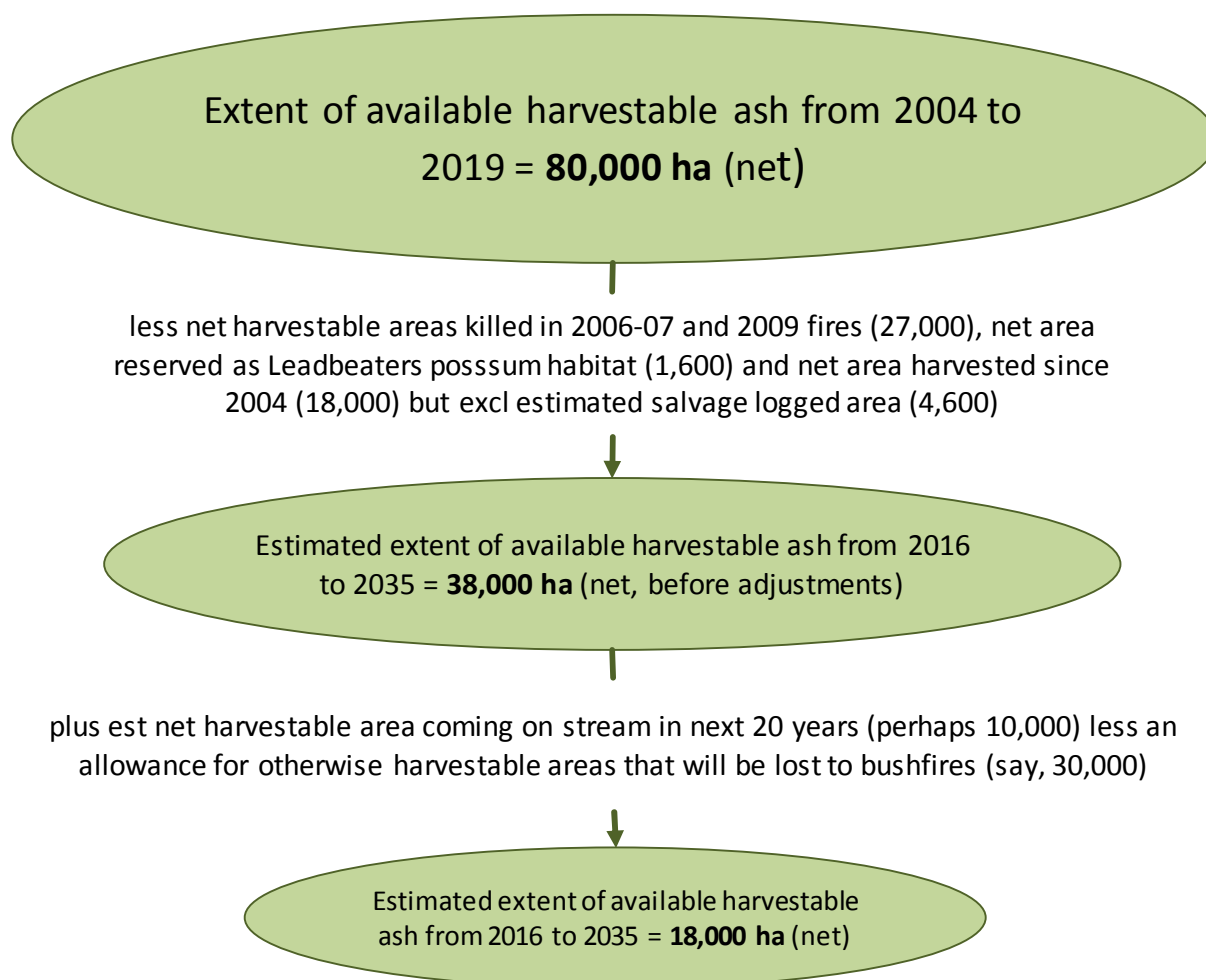 Extent of available harvestable ash from 2004 to
2019 = 80,000 ha (net)
less net harvestable areas killed in 2006-07 and 2009 fires (27,000), net area
reserved as Leadbeaters posssum habitat (1,600) and net area harvested since
2004 (18,000) but excl estimated salvage logged area (4,600)
Estimated extent of available harvestable ash from 2016
to 2035 = 38,000 ha (net, before adjustments)
plus est net harvestable area coming on stream in next 20 years (perhaps 10,000) less an
allowance for otherwise harvestable areas that will be lost to bushfires (say, 30,000)
Estimated extent of available harvestable
ash from 2016 to 2035 = 18,000 ha (net)